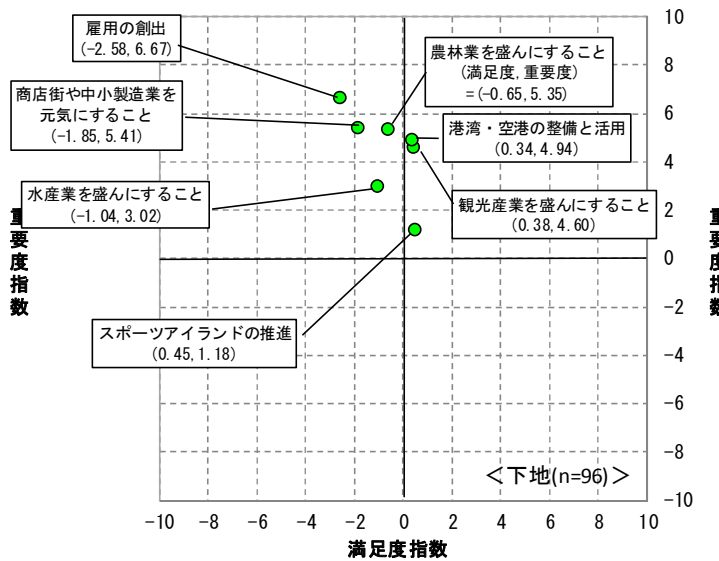 雇用の創出
(-2.58, 6.67)
農林業を盛んにすること
(満足度, 重要度)
=(-0.65, 5.35)
商店街や中小製造業を
元気にすること
(-1.85, 5.41)
港湾・空港の整備と活用
(0.34, 4.94)
水産業を盛んにすること
(-1.04, 3.02)
観光産業を盛んにすること
(0.38, 4.60)
スポーツアイランドの推進
(0.45, 1.18)
10
8
6
4
2
0
-2
-4
-6
-8
-10
重要度指数
重要度指数
<下地(n=96)>
-10 -8 -6 -4 -2 0 2 4 6 8 10
満足度指数